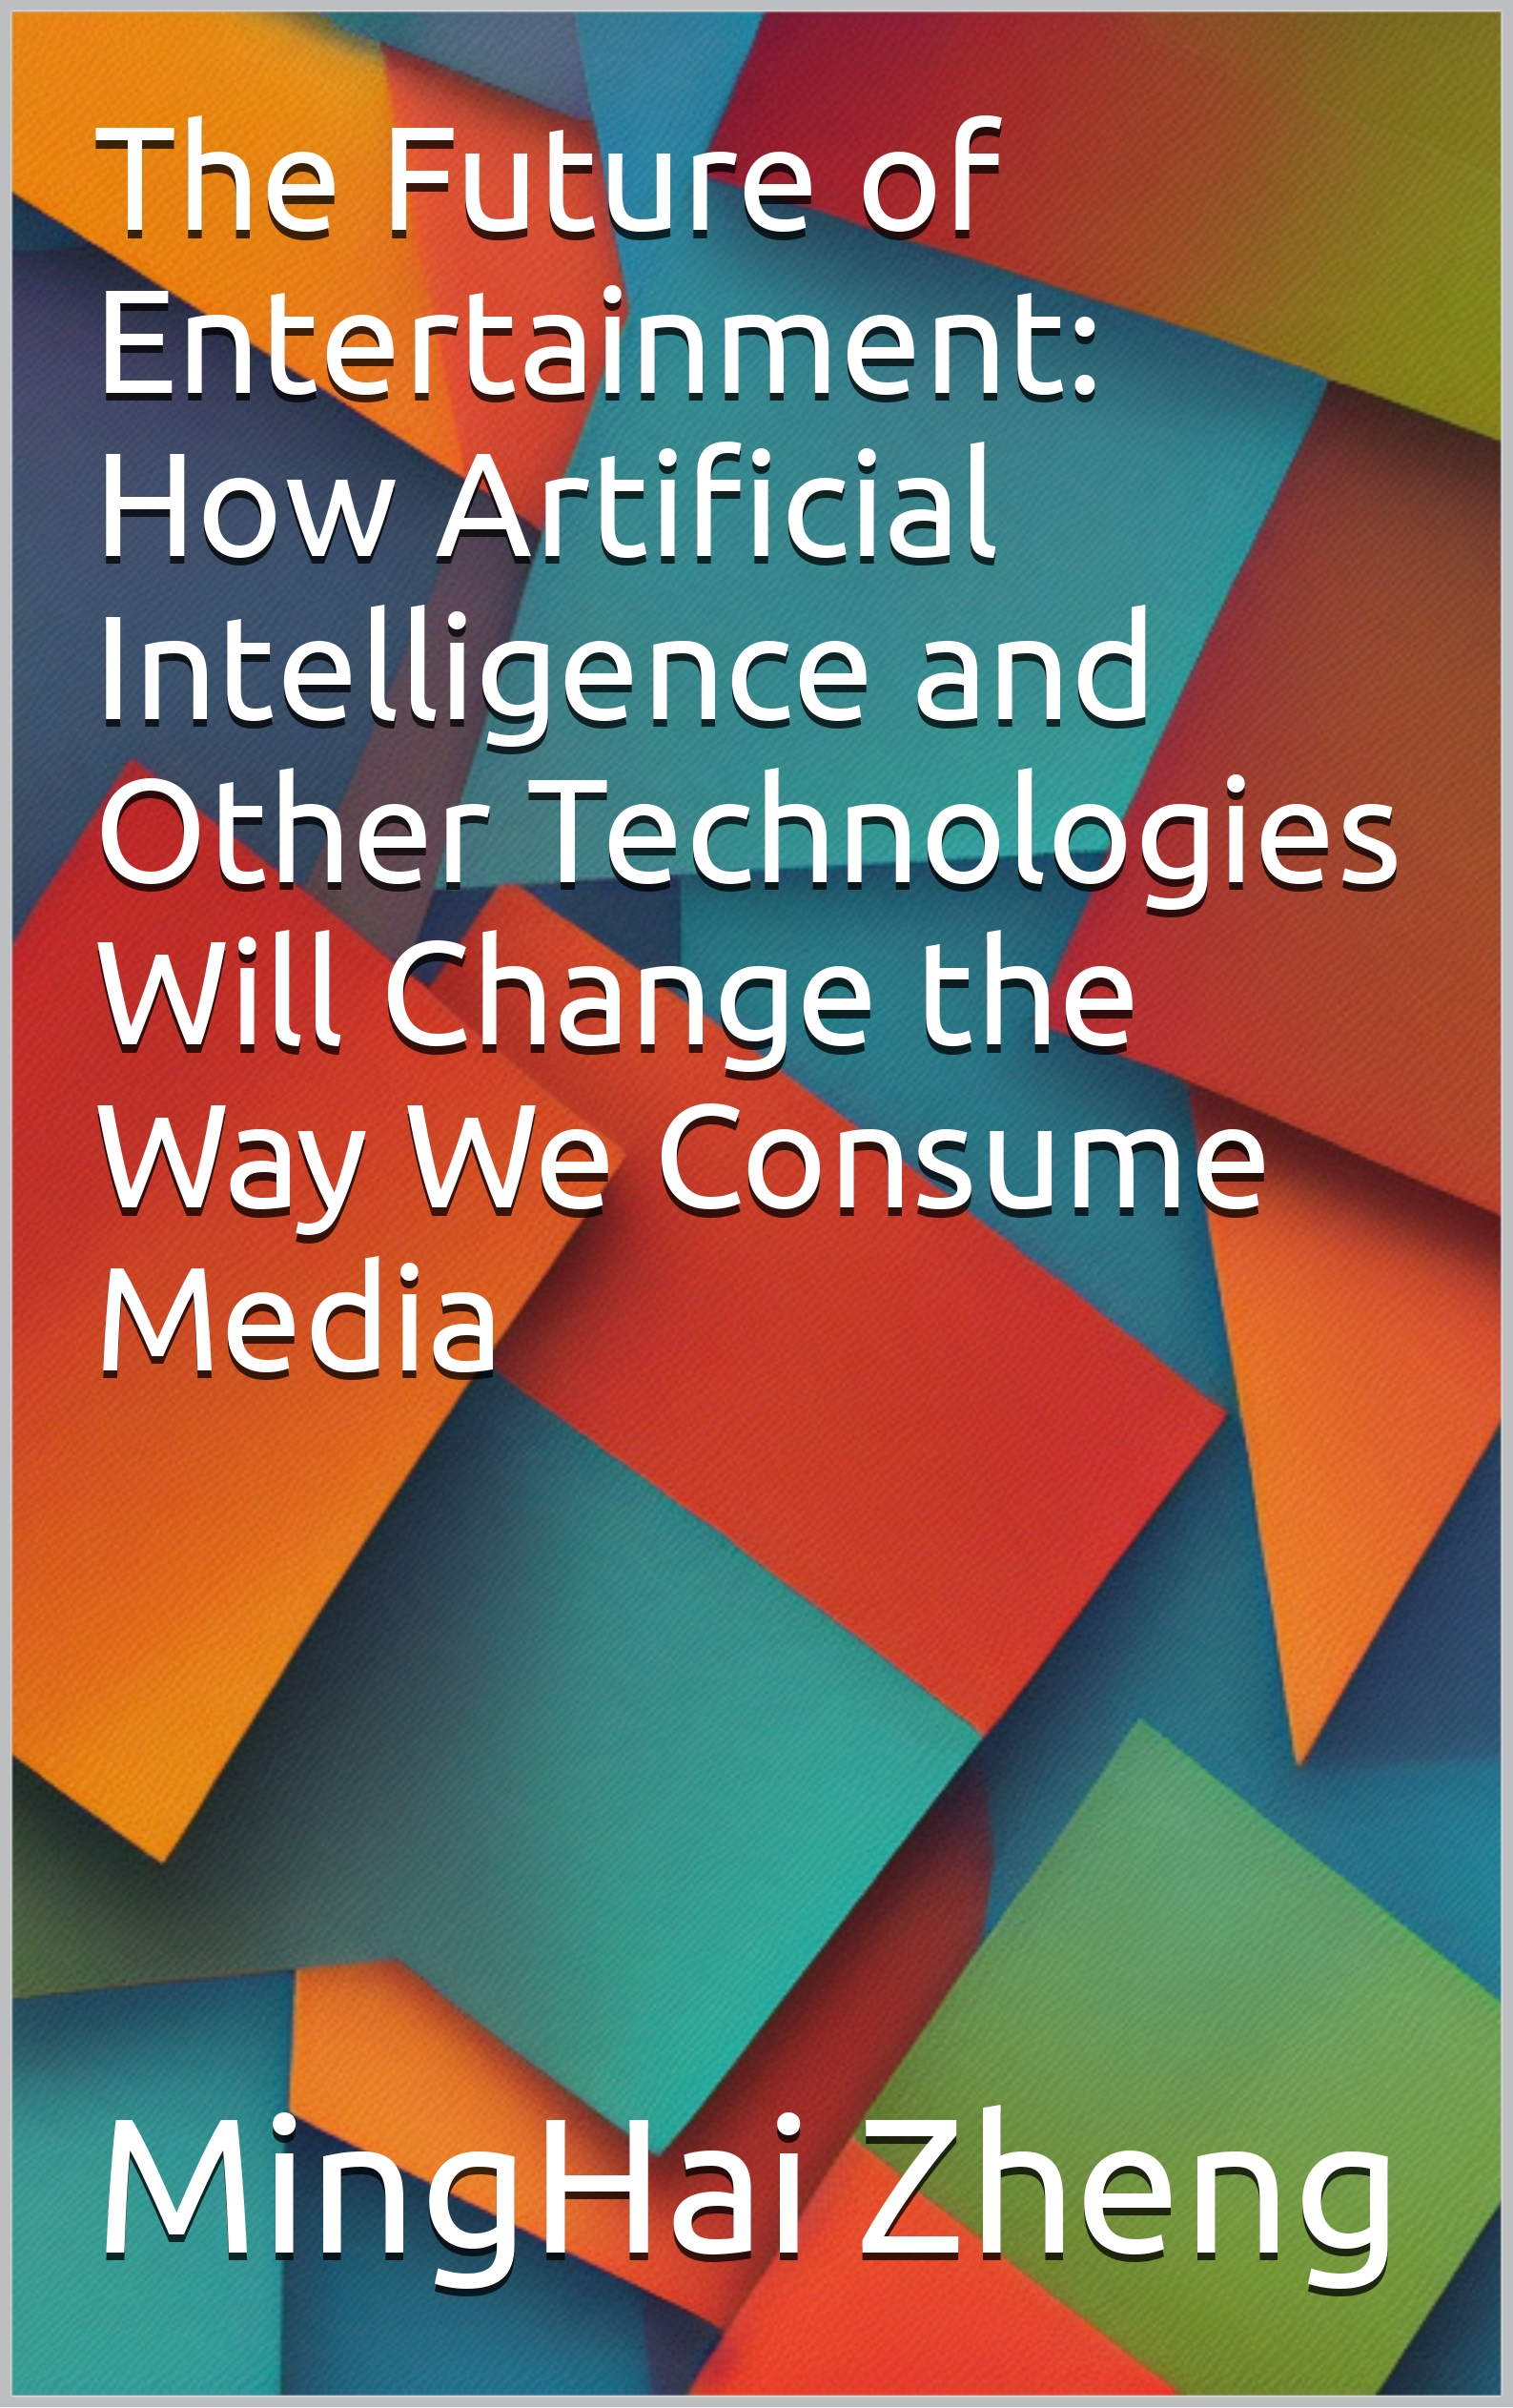 The Future of
Entertainment:
How Artificial
Intelligence and
Other Technologies
Will Change the
Way We Consume
Media
MingHai Zheng